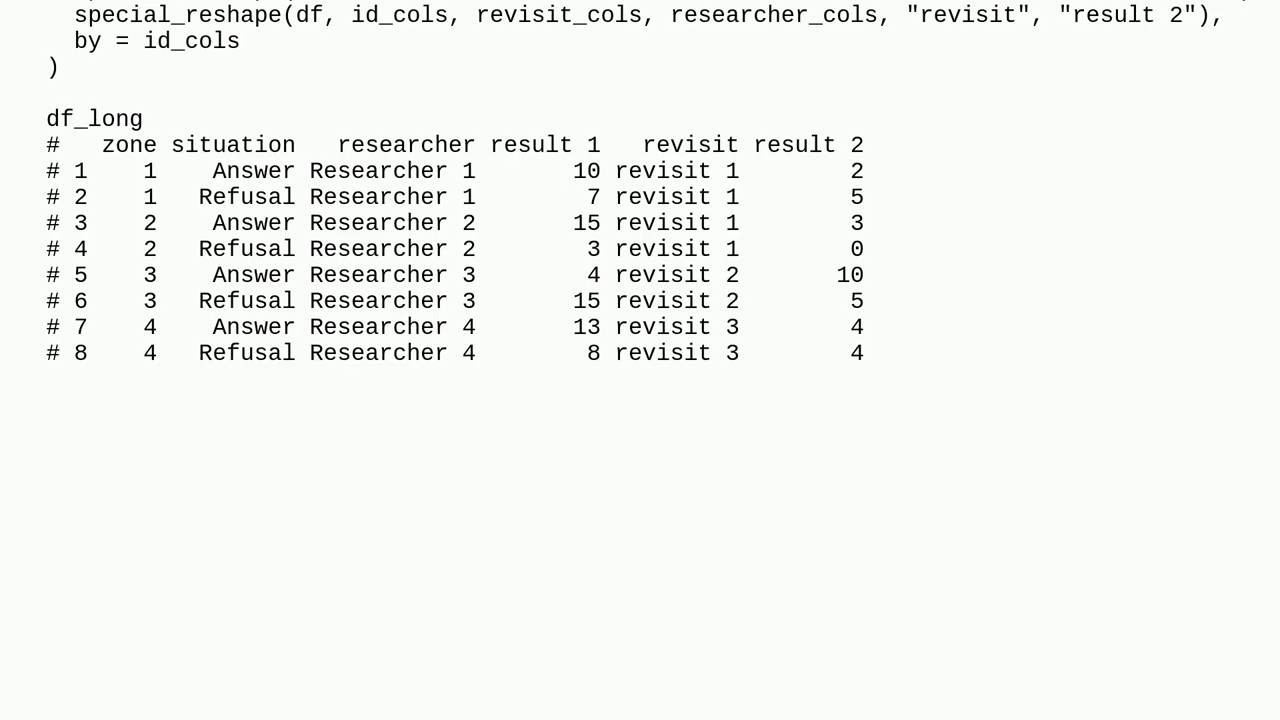 special_reshape(df, id_cols, revisit_cols, researcher_cols, "revisit", "result 2"),
by = id_cols
)
df_long
#   zone situation   researcher result 1   revisit result 2
# 1    1    Answer Researcher 1       10 revisit 1        2
# 2    1   Refusal Researcher 1        7 revisit 1        5
# 3    2    Answer Researcher 2       15 revisit 1        3
# 4    2   Refusal Researcher 2        3 revisit 1        0
# 5    3    Answer Researcher 3        4 revisit 2       10
# 6    3   Refusal Researcher 3       15 revisit 2        5
# 7    4    Answer Researcher 4       13 revisit 3        4
# 8    4   Refusal Researcher 4        8 revisit 3        4